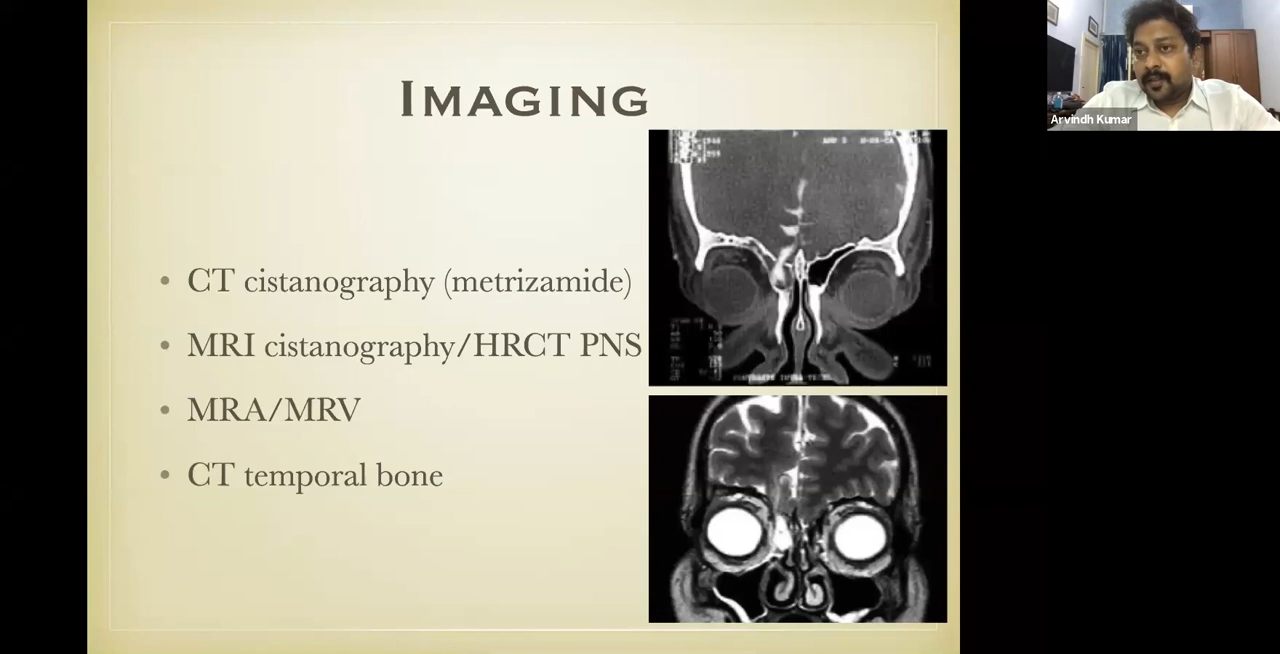 IMAGING
• CT cistanography (metrizamide)
• MRI cistanography/HRCT PNS
• MRA/MRV
• CT temporal bone
Arvindh Kumar